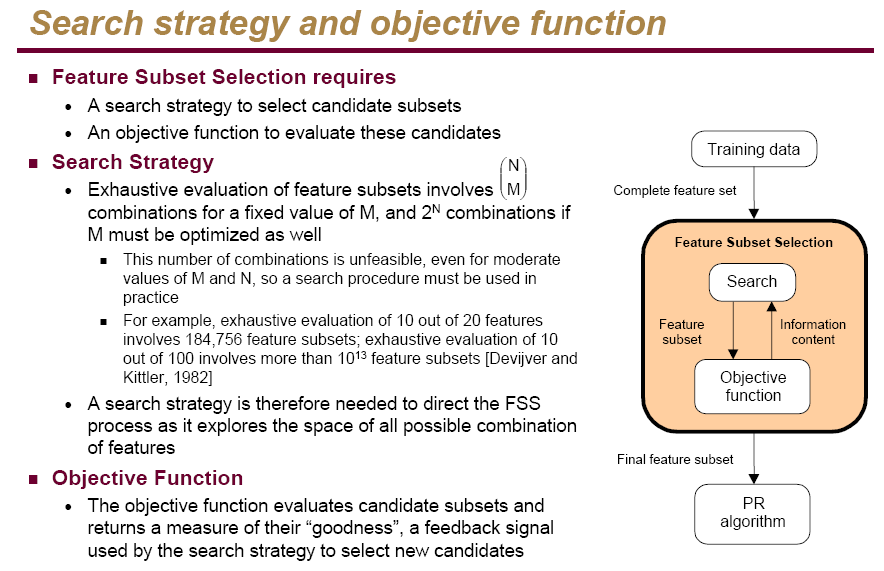 Search strategy and objective function
■ Feature Subset Selection requires
• A search strategy to select candidate subsets
• An objective function to evaluate these candidates
■ Search Strategy
• Exhaustive evaluation of feature subsets involves (N M)
combinations for a fixed value of M, and 2ᴺ combinations if
M must be optimized as well
■ This number of combinations is unfeasible, even for moderate
values of M and N, so a search procedure must be used in
practice
■ For example, exhaustive evaluation of 10 out of 20 features
involves 184,756 feature subsets; exhaustive evaluation of 10
out of 100 involves more than 10¹³ feature subsets [Devijver and
Kittler, 1982]
• A search strategy is therefore needed to direct the FSS
process as it explores the space of all possible combination
of features
■ Objective Function
• The objective function evaluates candidate subsets and
returns a measure of their “goodness”, a feedback signal
used by the search strategy to select new candidates
Training data
Complete feature set
Feature Subset Selection
Search
Feature
subset
Information
content
Objective
function
Final feature subset
PR
algorithm